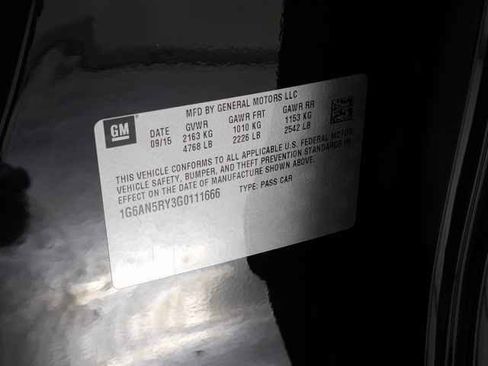 GM
MFD BY GENERAL MOTORS LLC
DATE GVWR GAWR FRT GAWR RR
09/15 2163 KG 1010 KG 1153 KG
4768 LB 2226 LB 2542 LB
THIS VEHICLE CONFORMS TO ALL APPLICABLE U.S. FEDERAL MOTOR
VEHICLE SAFETY, BUMPER, AND THEFT PREVENTION STANDARDS IN
EFFECT ON THE DATE OF MANUFACTURE SHOWN ABOVE.
1G6AN5RY3G0111666 TYPE: PASS CAR